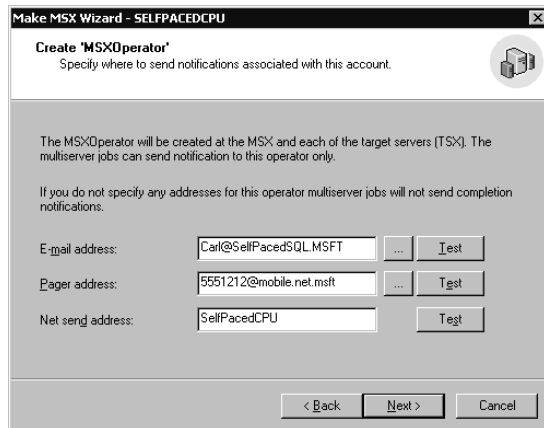 Make MSX Wizard - SELFPACEDCPU
Create 'MSXOperator'
Specify where to send notifications associated with this account.
The MSXOperator will be created at the MSX and each of the target servers (TSX). The
multiserver jobs can send notification to this operator only.
If you do not specify any addresses for this operator multiserver jobs will not send completion
notifications.
E-mail address: Carl@SelfPacedSQL.MSFT ... Test
Pager address: 5551212@mobile.net.msft ... Test
Net send address: SelfPacedCPU Test
< Back Next > Cancel